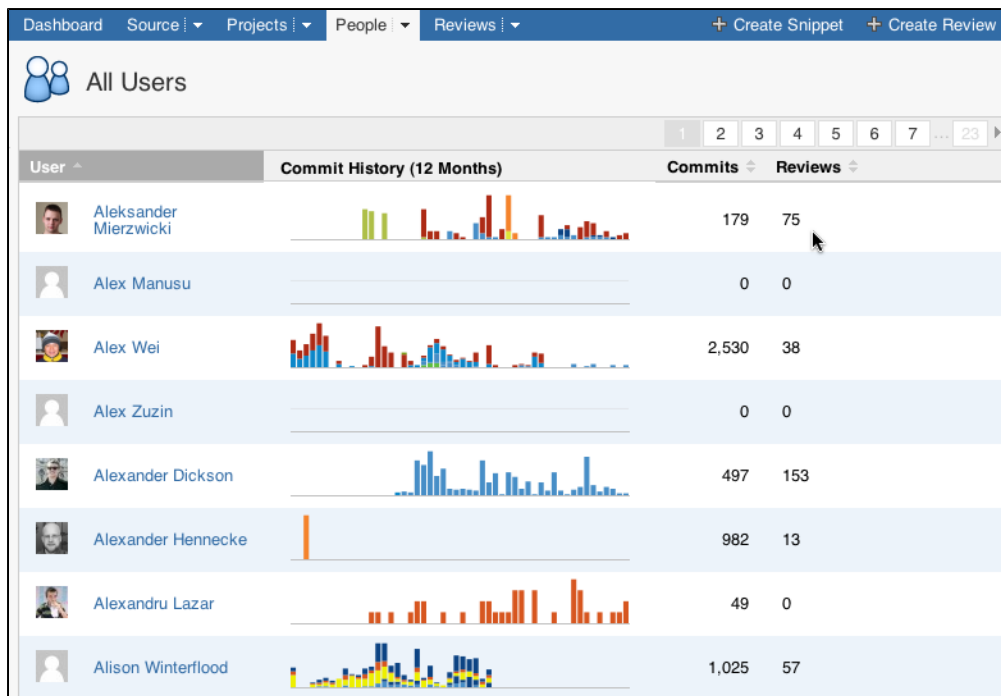 Dashboard Source Projects People Reviews + Create Snippet + Create Review
All Users
1 2 3 4 5 6 7 ... 23
User Commit History (12 Months) Commits Reviews
Aleksander
Mierzwicki 179 75
Alex Manusu 0 0
Alex Wei 2,530 38
Alex Zuzin 0 0
Alexander Dickson 497 153
Alexander Hennecke 982 13
Alexandru Lazar 49 0
Alison Winterflood 1,025 57